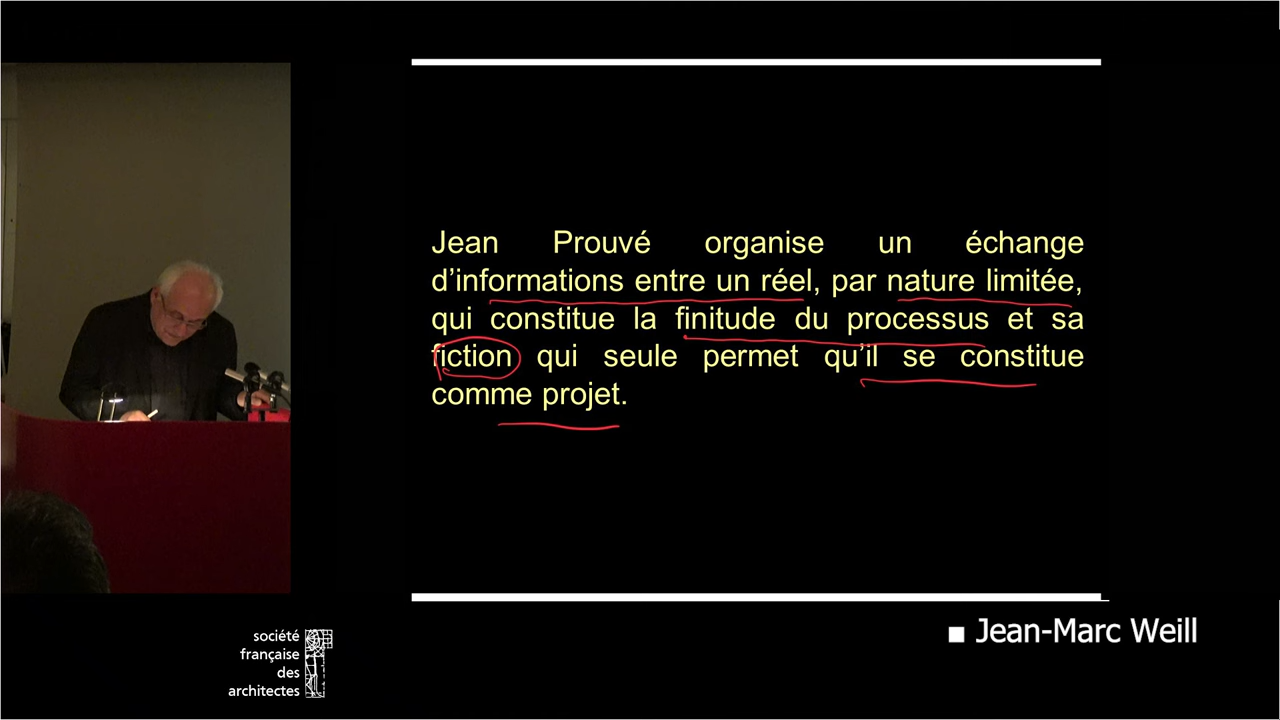 Jean Prouvé organise un échange
d’informations entre un réel, par nature limitée,
qui constitue la finitude du processus et sa
fiction qui seule permet qu’il se constitue
comme projet.
Jean-Marc Weill
société
française
des
architectes